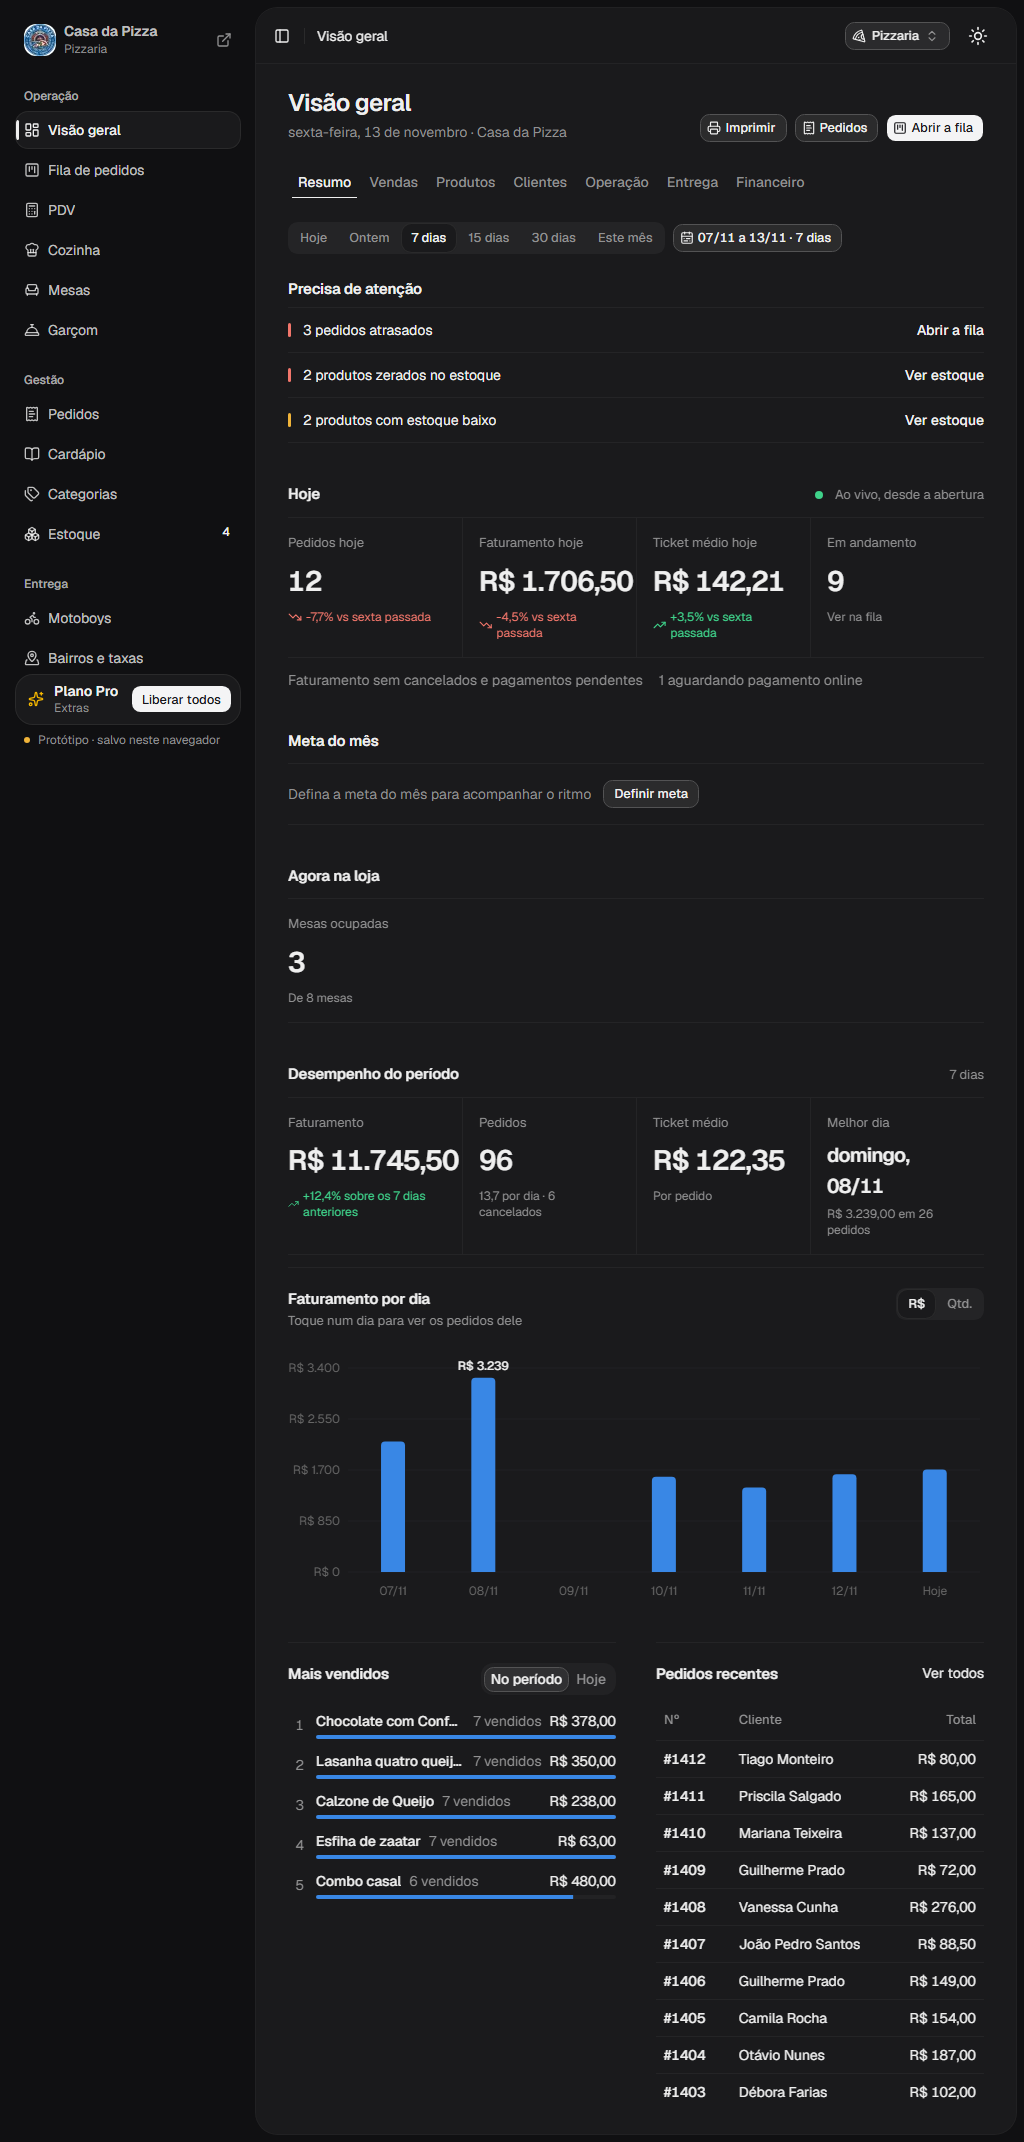 Casa da Pizza
Pizzaria
Operação
Visão geral
Fila de pedidos
PDV
Cozinha
Mesas
Garçom
Gestão
Pedidos
Cardápio
Categorias
Estoque 4
Entrega
Motoboys
Bairros e taxas
Plano Pro
Extras
Liberar todos
Protótipo · salvo neste navegador
Visão geral
Pizzaria
Visão geral
sexta-feira, 13 de novembro · Casa da Pizza
Imprimir Pedidos Abrir a fila
Resumo Vendas Produtos Clientes Operação Entrega Financeiro
Hoje Ontem 7 dias 15 dias 30 dias Este mês 07/11 a 13/11 · 7 dias
Precisa de atenção
3 pedidos atrasados Abrir a fila
2 produtos zerados no estoque Ver estoque
2 produtos com estoque baixo Ver estoque
Hoje Ao vivo, desde a abertura
Pedidos hoje
12
-7,7% vs sexta passada
Faturamento hoje
R$ 1.706,50
-4,5% vs sexta
passada
Ticket médio hoje
R$ 142,21
+3,5% vs sexta
passada
Em andamento
9
Ver na fila
Faturamento sem cancelados e pagamentos pendentes 1 aguardando pagamento online
Meta do mês
Defina a meta do mês para acompanhar o ritmo Definir meta
Agora na loja
Mesas ocupadas
3
De 8 mesas
Desempenho do período 7 dias
Faturamento
R$ 11.745,50
+12,4% sobre os 7 dias
anteriores
Pedidos
96
13,7 por dia · 6
cancelados
Ticket médio
R$ 122,35
Por pedido
Melhor dia
domingo,
08/11
R$ 3.239,00 em 26
pedidos
Faturamento por dia
Toque num dia para ver os pedidos dele
R$ Qtd.
R$ 3.400
R$ 3.239
R$ 2.550
R$ 1.700
R$ 850
R$ 0
07/11 08/11 09/11 10/11 11/11 12/11 Hoje
Mais vendidos No período Hoje
1 Chocolate com Conf... 7 vendidos R$ 378,00
2 Lasanha quatro queij... 7 vendidos R$ 350,00
3 Calzone de Queijo 7 vendidos R$ 238,00
4 Esfiha de zaatar 7 vendidos R$ 63,00
5 Combo casal 6 vendidos R$ 480,00
Pedidos recentes Ver todos
Nº Cliente Total
#1412 Tiago Monteiro R$ 80,00
#1411 Priscila Salgado R$ 165,00
#1410 Mariana Teixeira R$ 137,00
#1409 Guilherme Prado R$ 72,00
#1408 Vanessa Cunha R$ 276,00
#1407 João Pedro Santos R$ 88,50
#1406 Guilherme Prado R$ 149,00
#1405 Camila Rocha R$ 154,00
#1404 Otávio Nunes R$ 187,00
#1403 Débora Farias R$ 102,00